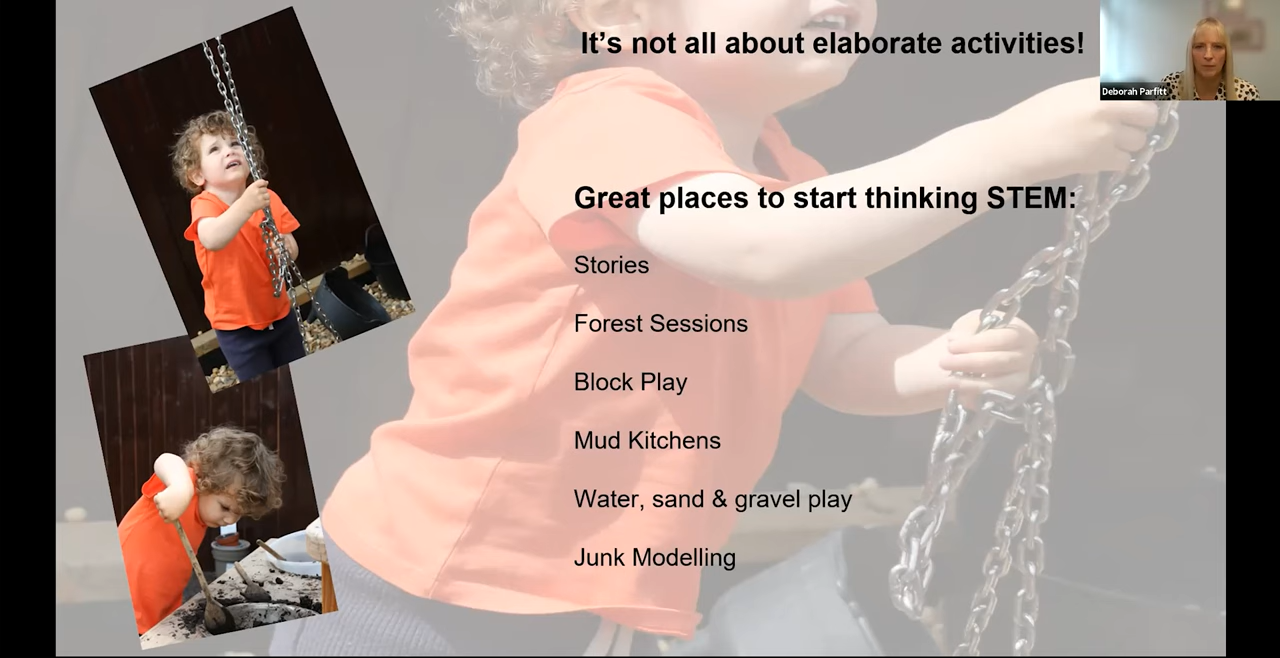 It's not all about elaborate activities!
Deborah Parfitt
Great places to start thinking STEM:
Stories
Forest Sessions
Block Play
Mud Kitchens
Water, sand & gravel play
Junk Modelling